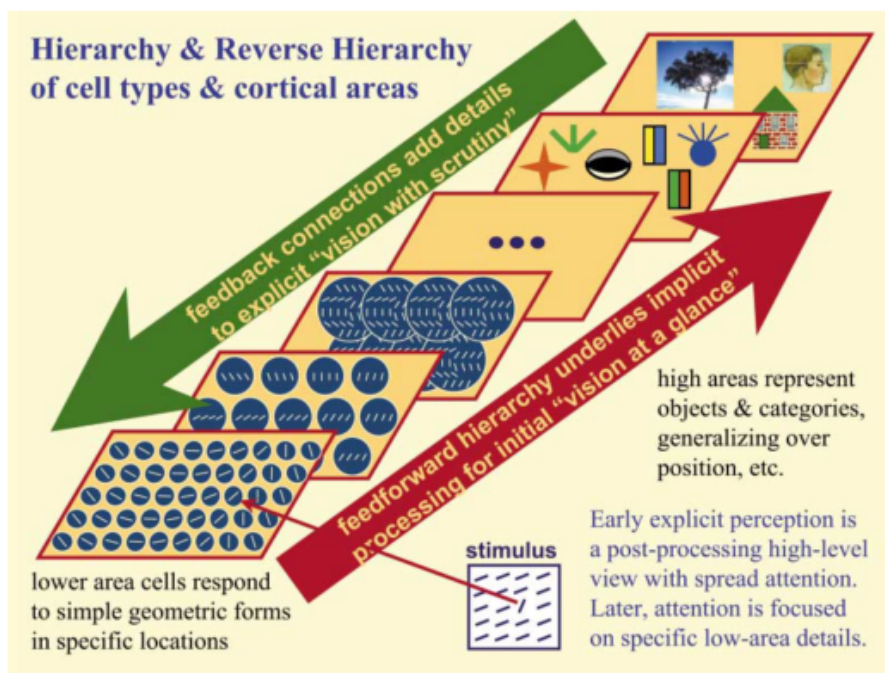 Hierarchy & Reverse Hierarchy
of cell types & cortical areas
feedback connections add details
to explicit “vision with scrutiny”
feedforward hierarchy underlies implicit
processing for initial “vision at a glance”
high areas represent
objects & categories,
generalizing over
position, etc.
stimulus
Early explicit perception is
a post-processing high-level
view with spread attention.
Later, attention is focused
on specific low-area details.
lower area cells respond
to simple geometric forms
in specific locations